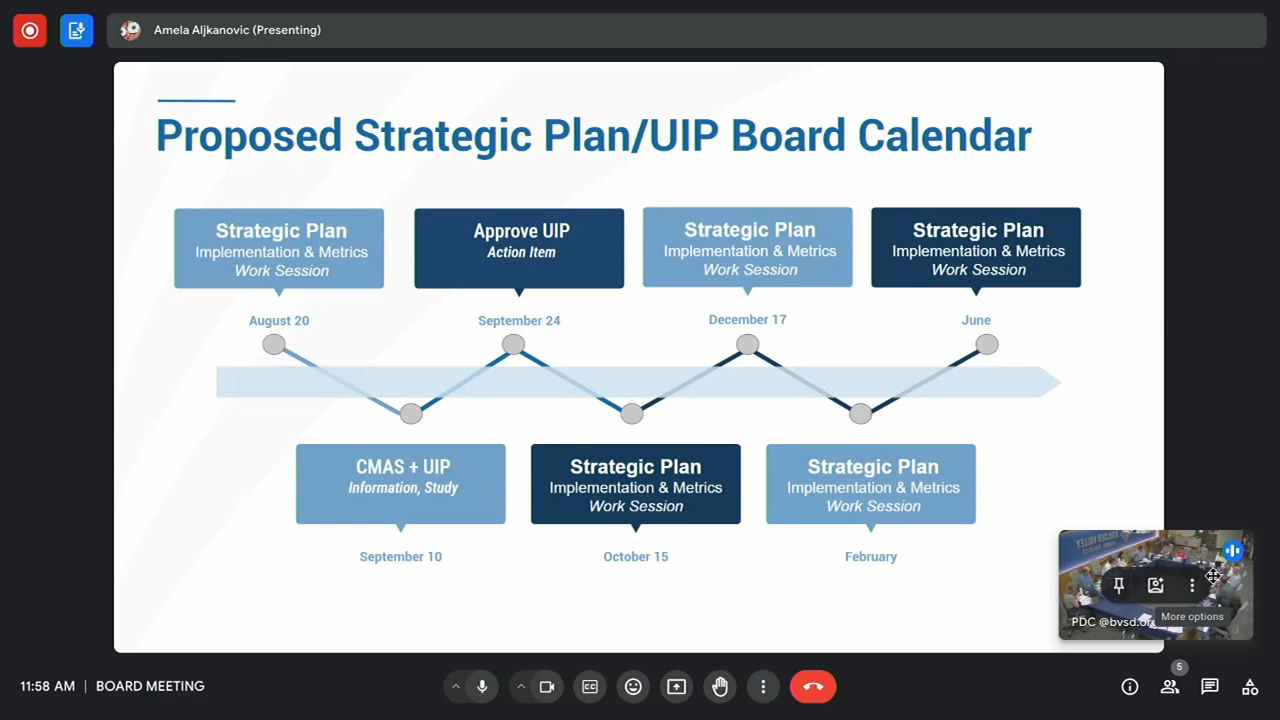 Amela Aljkanovic (Presenting)
Proposed Strategic Plan/UIP Board Calendar
Strategic Plan
Implementation & Metrics
Work Session
August 20
Approve UIP
Action Item
September 24
Strategic Plan
Implementation & Metrics
Work Session
December 17
Strategic Plan
Implementation & Metrics
Work Session
June
CMAS + UIP
Information, Study
September 10
Strategic Plan
Implementation & Metrics
Work Session
October 15
Strategic Plan
Implementation & Metrics
Work Session
February
More options
PDC @bvsd.org
11:58 AM | BOARD MEETING
CC
5